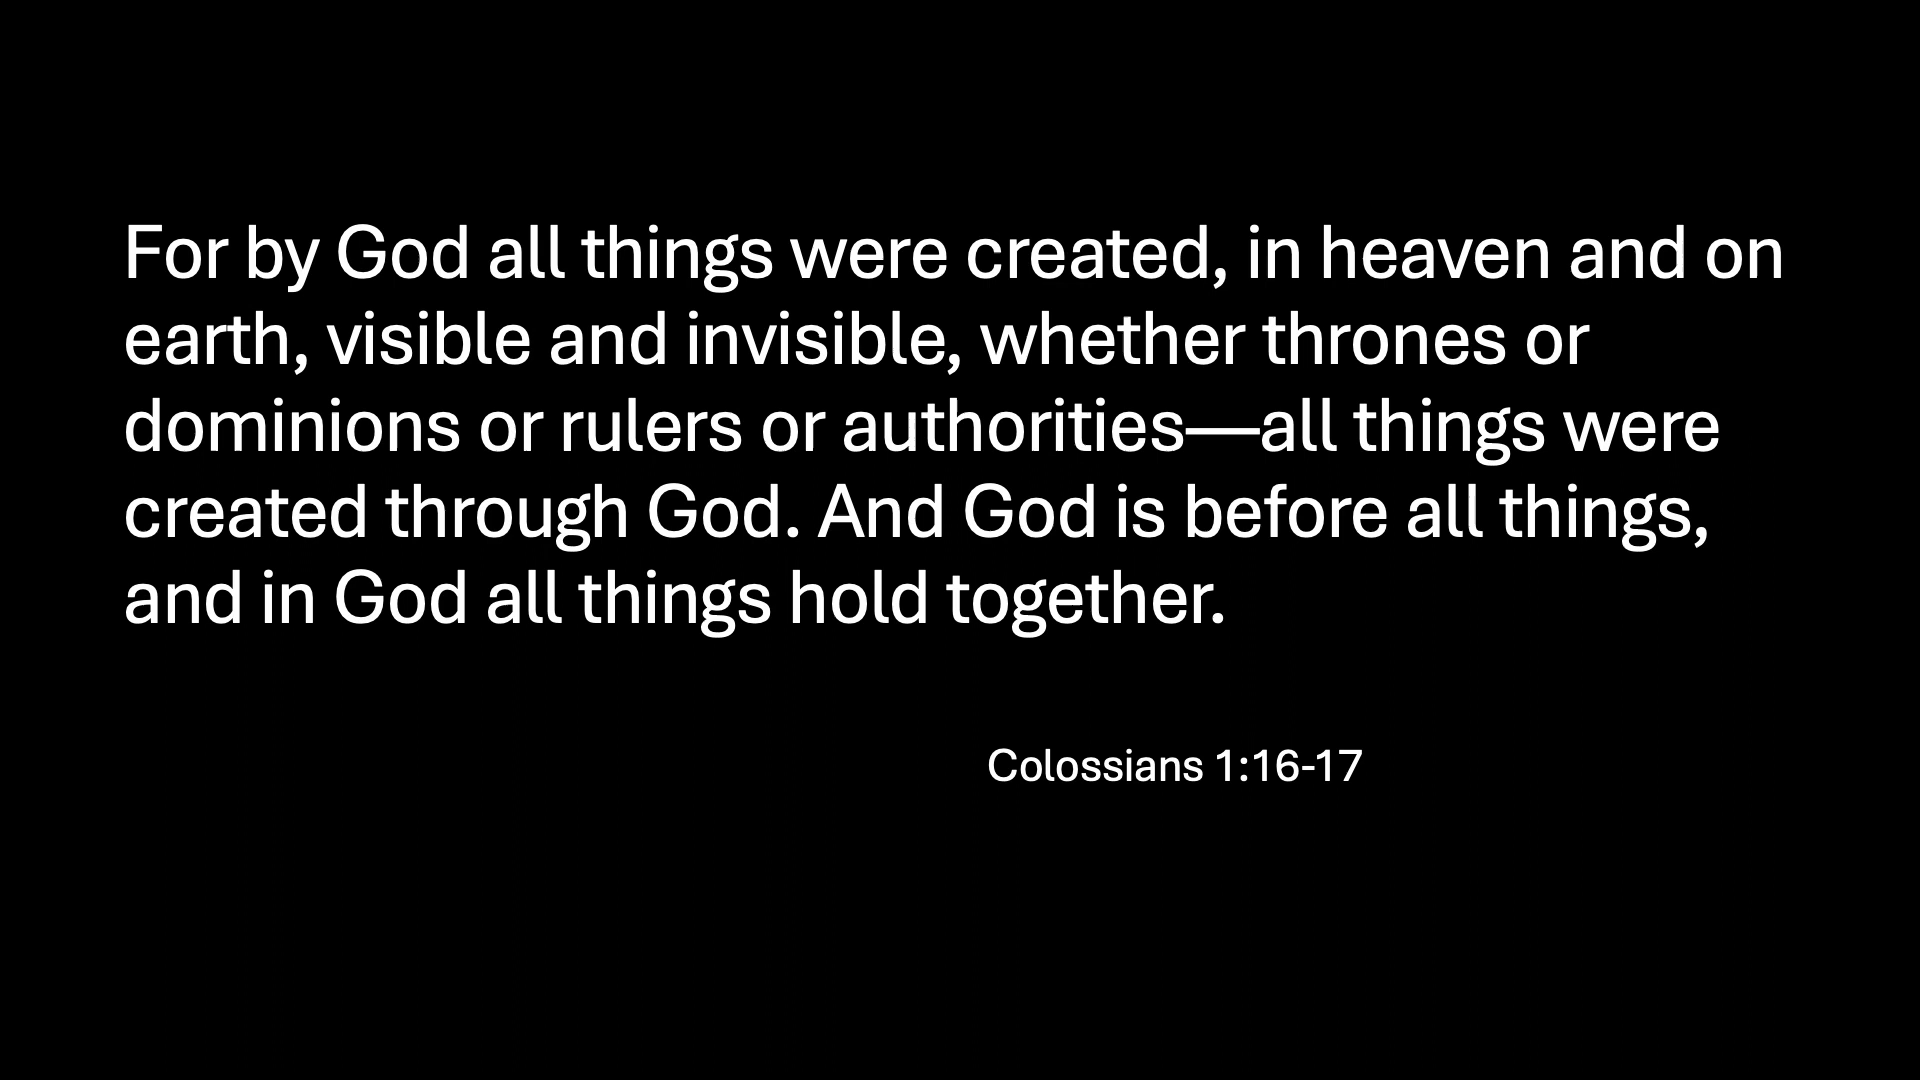 For by God all things were created, in heaven and on
earth, visible and invisible, whether thrones or
dominions or rulers or authorities—all things were
created through God. And God is before all things,
and in God all things hold together.
Colossians 1:16-17